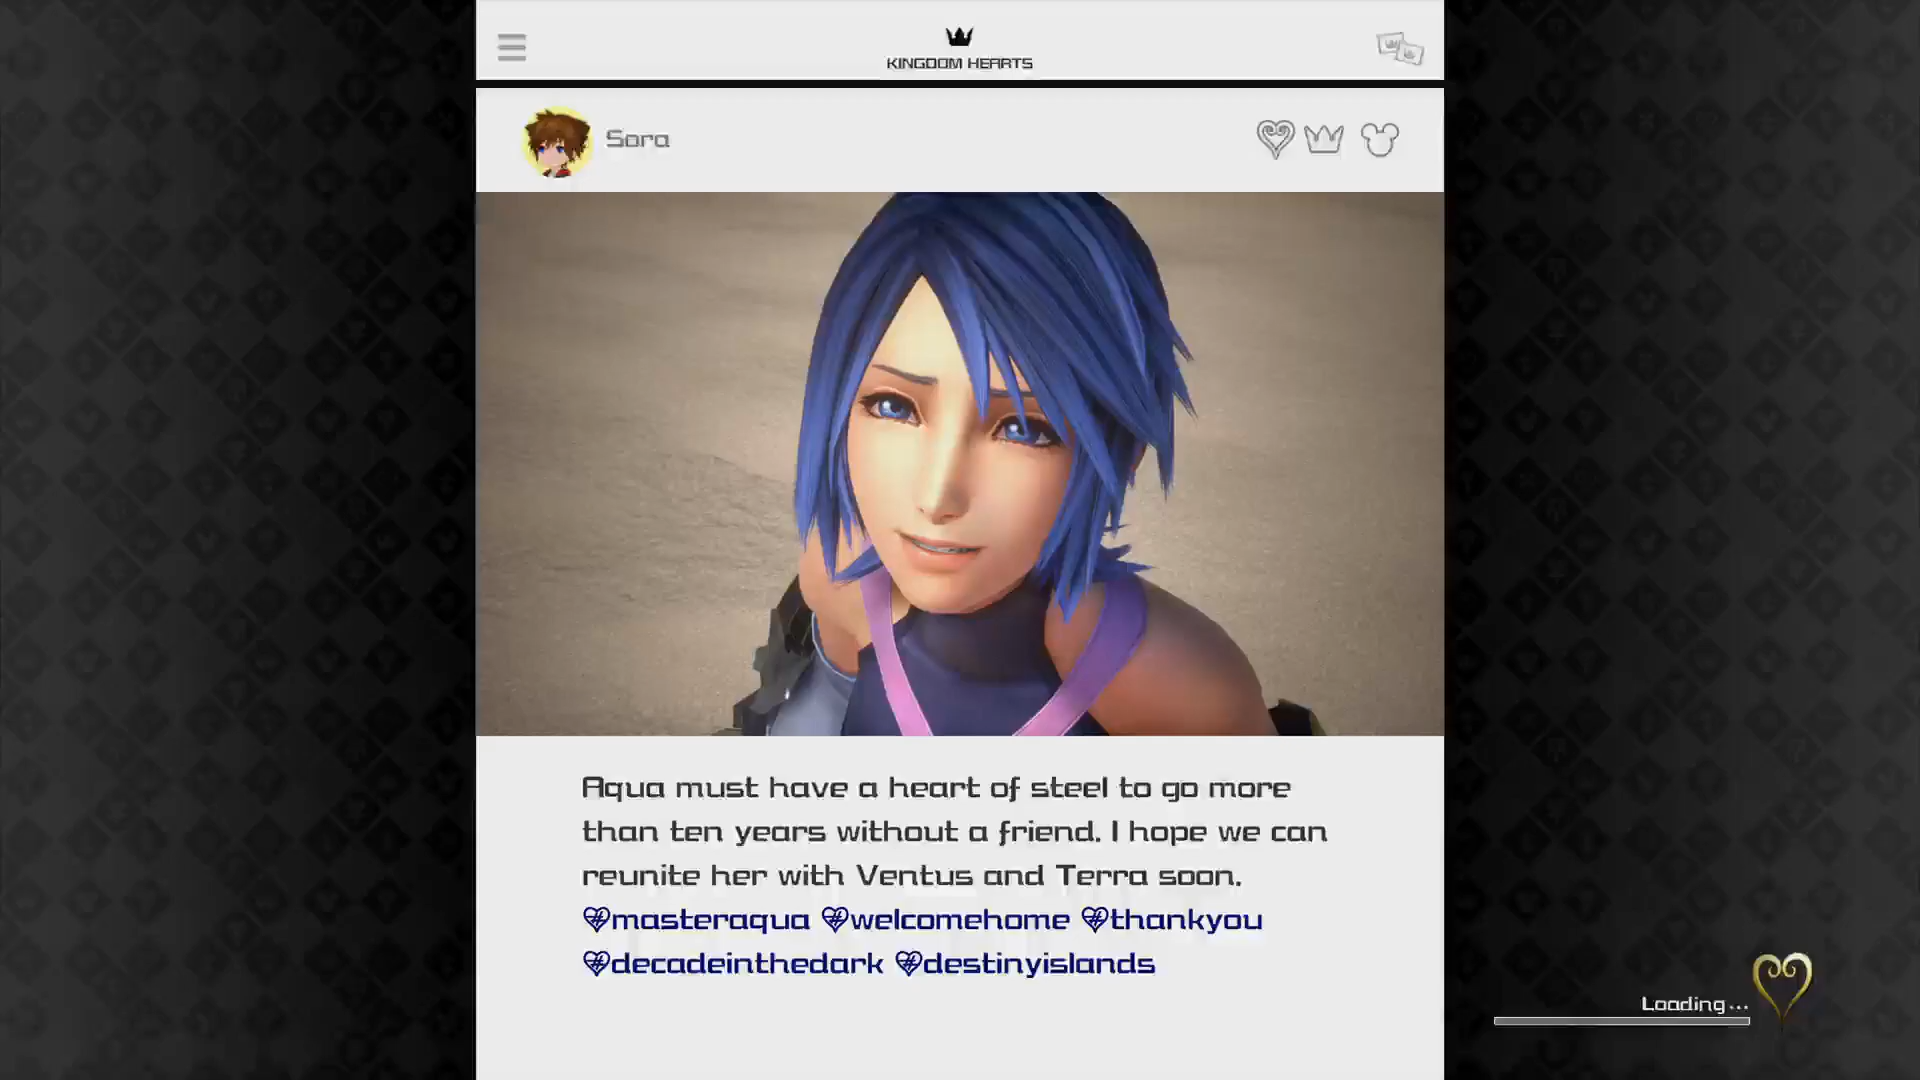 KINGDOM HEARTS
Sora
Aqua must have a heart of steel to go more
than ten years without a friend. I hope we can
reunite her with Ventus and Terra soon.
#masteraqua #welcomehome #thankyou
#decadeinthedark #destinyislands
Loading...